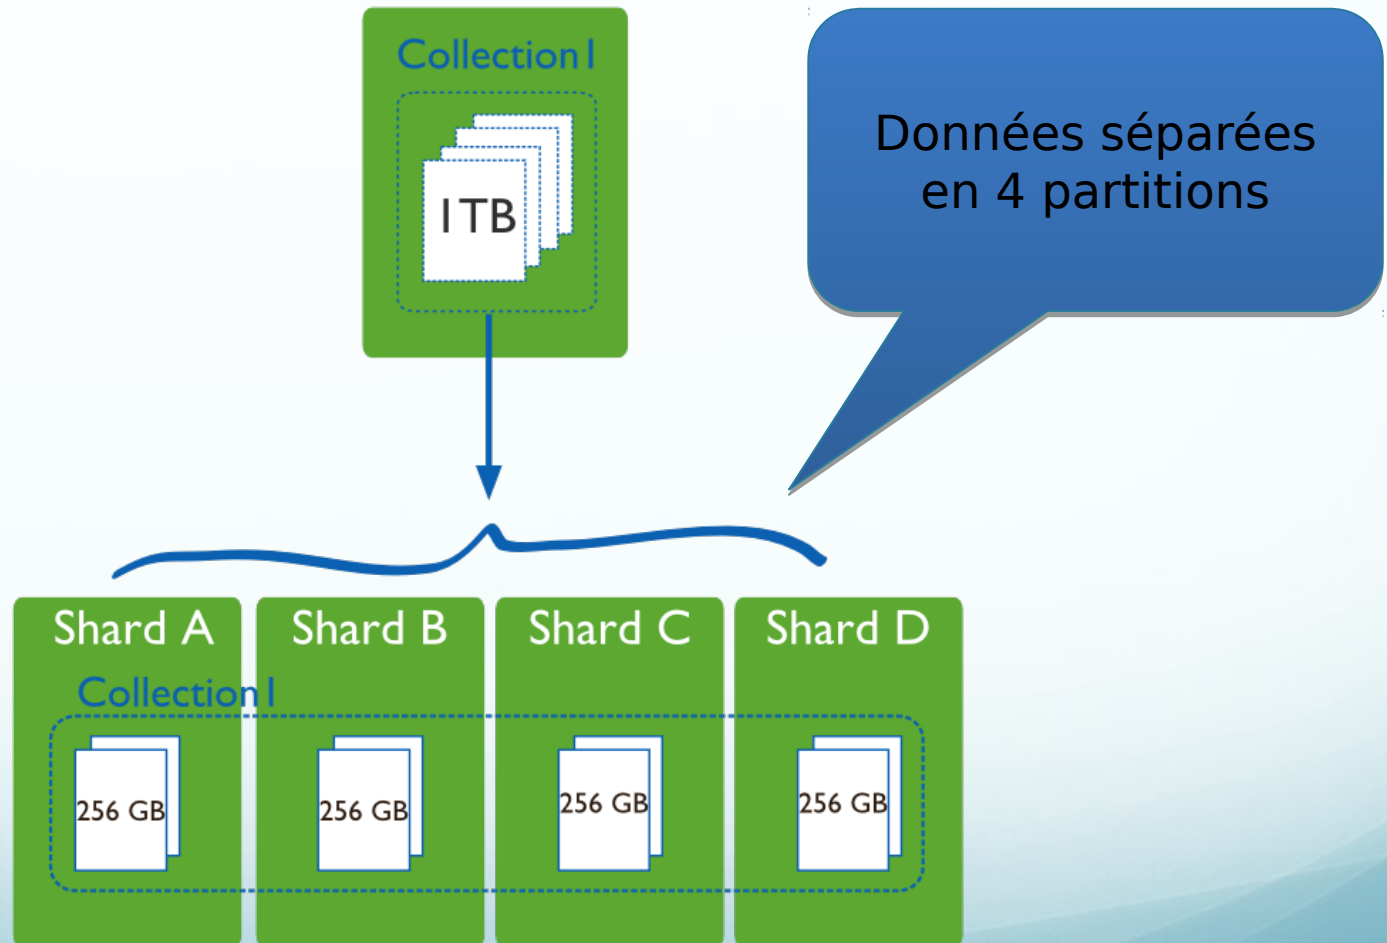 Collection1
1TB
Données séparées
en 4 partitions
Shard A
Shard B
Shard C
Shard D
Collection1
256 GB
256 GB
256 GB
256 GB